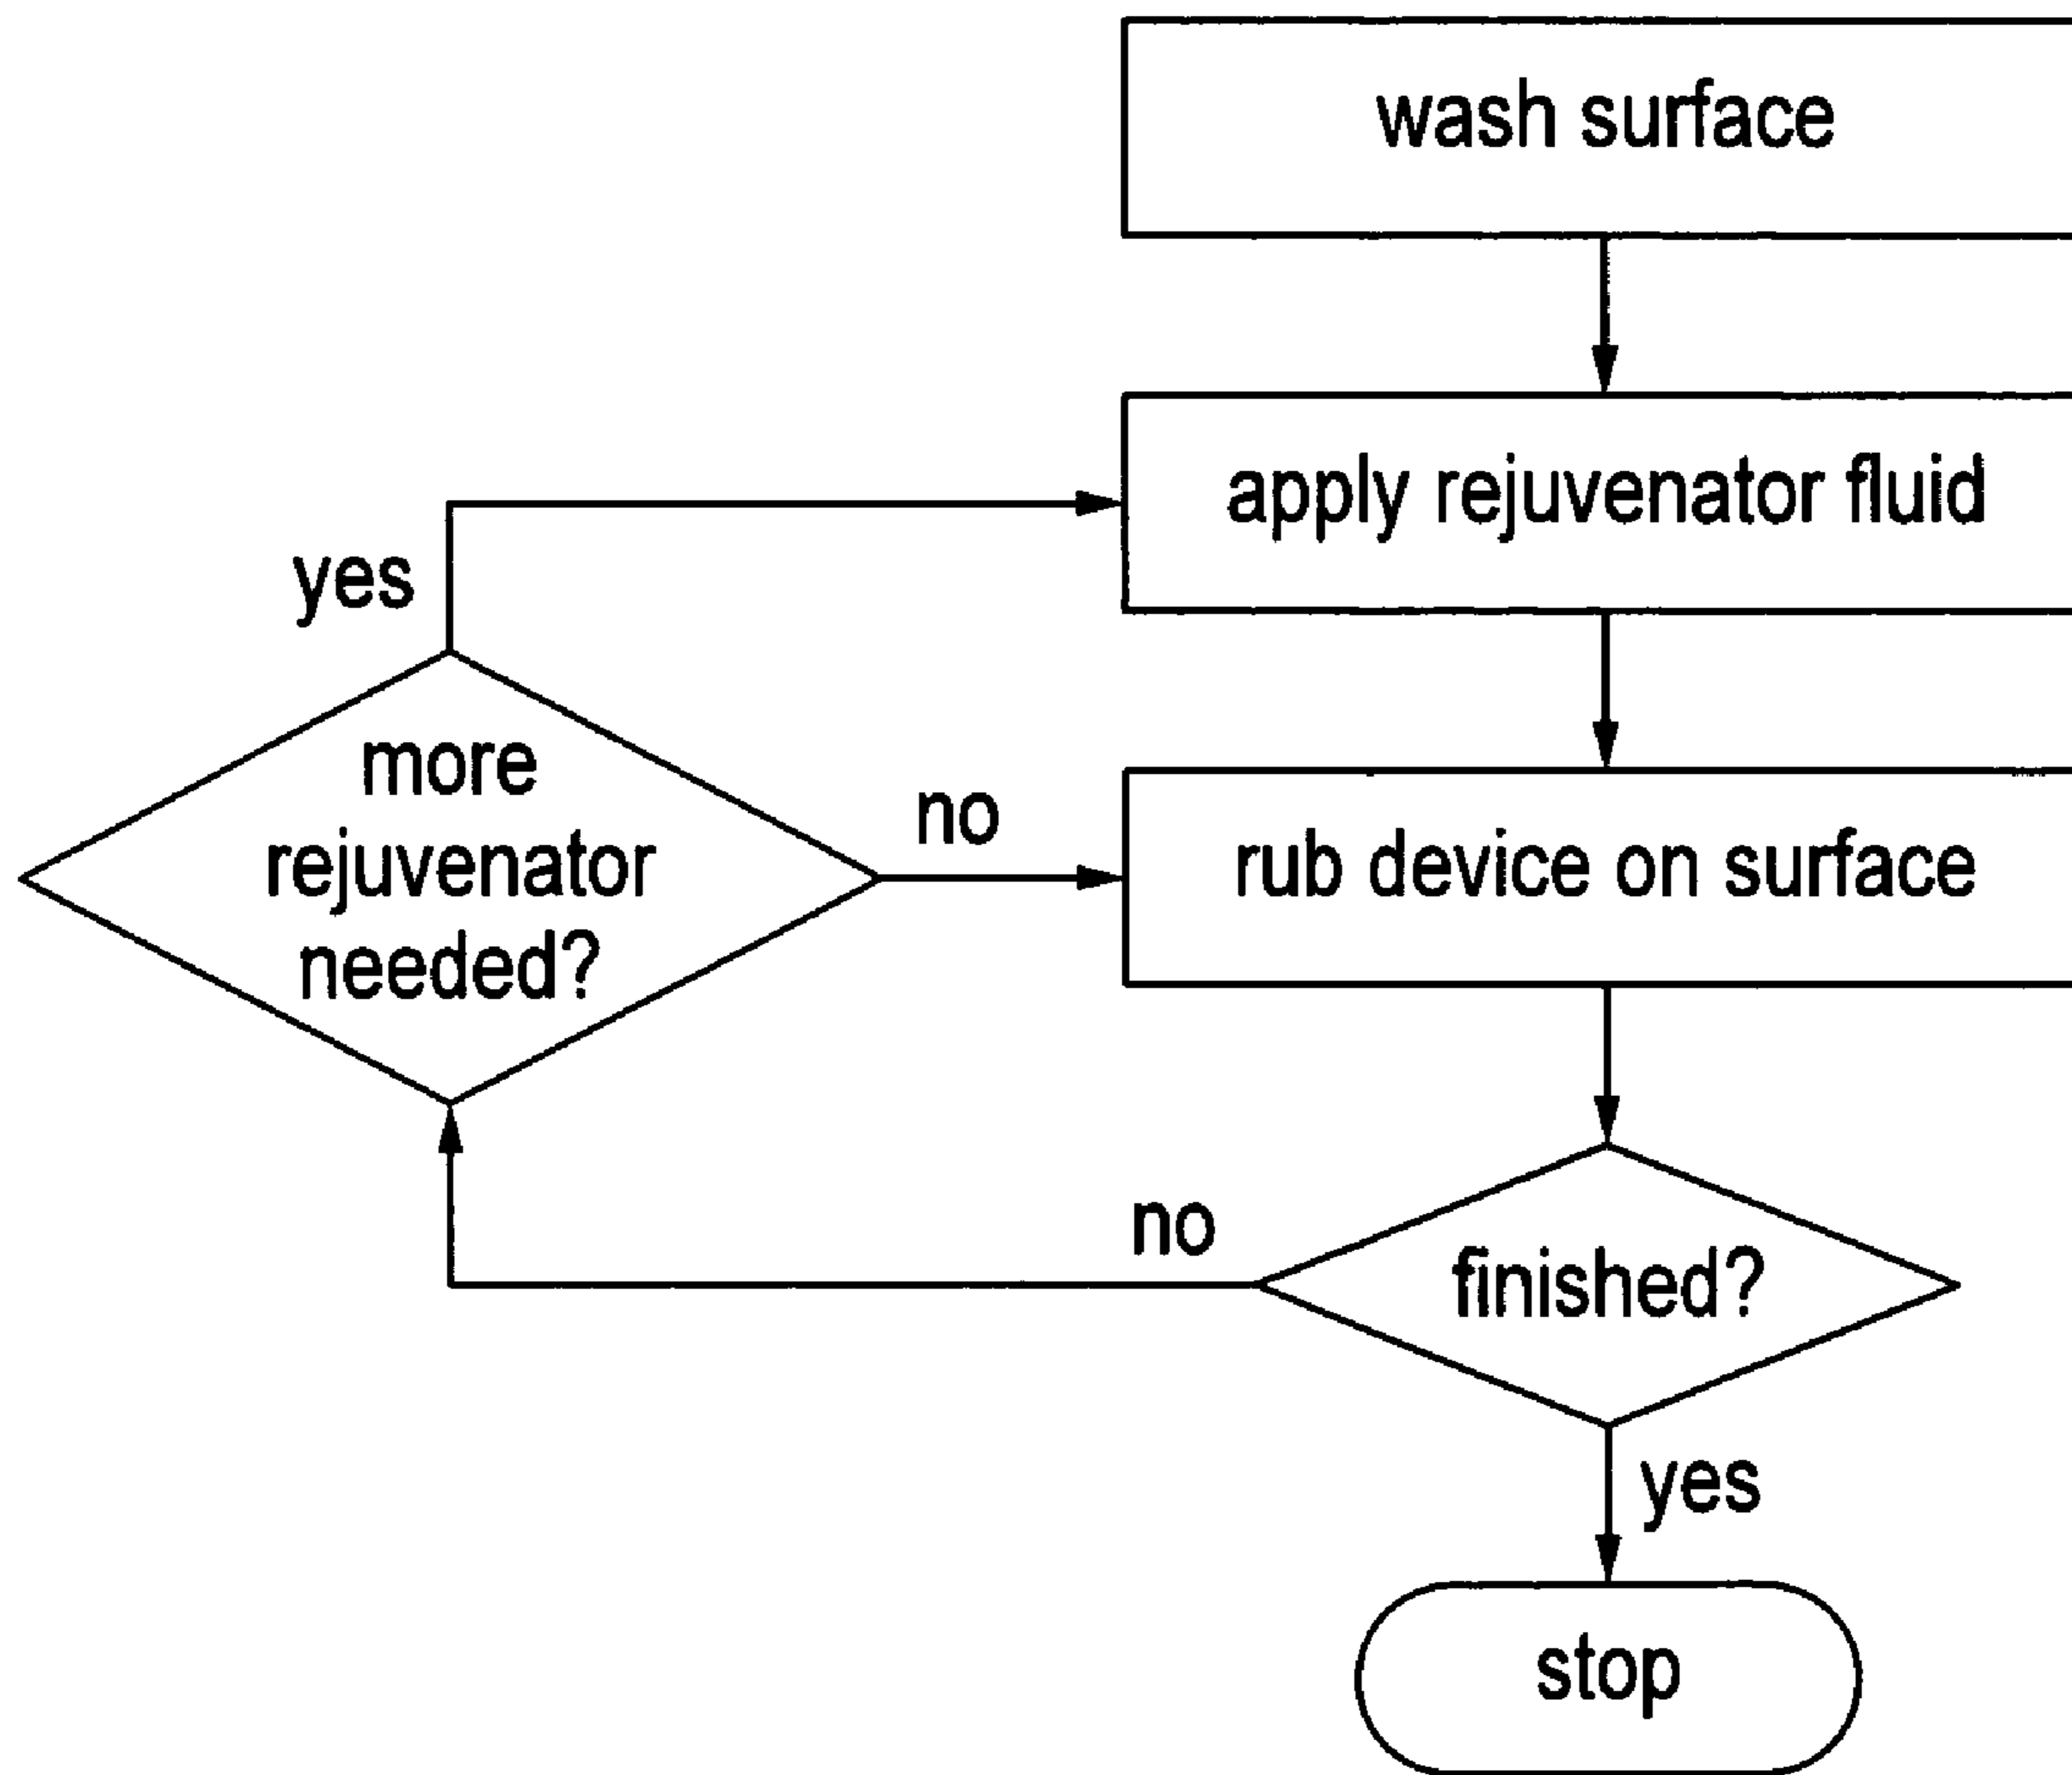 wash surface
apply rejuvenator fluid
yes
more
rejuvenator
needed?
no
rub device on surface
no
finished?
yes
stop